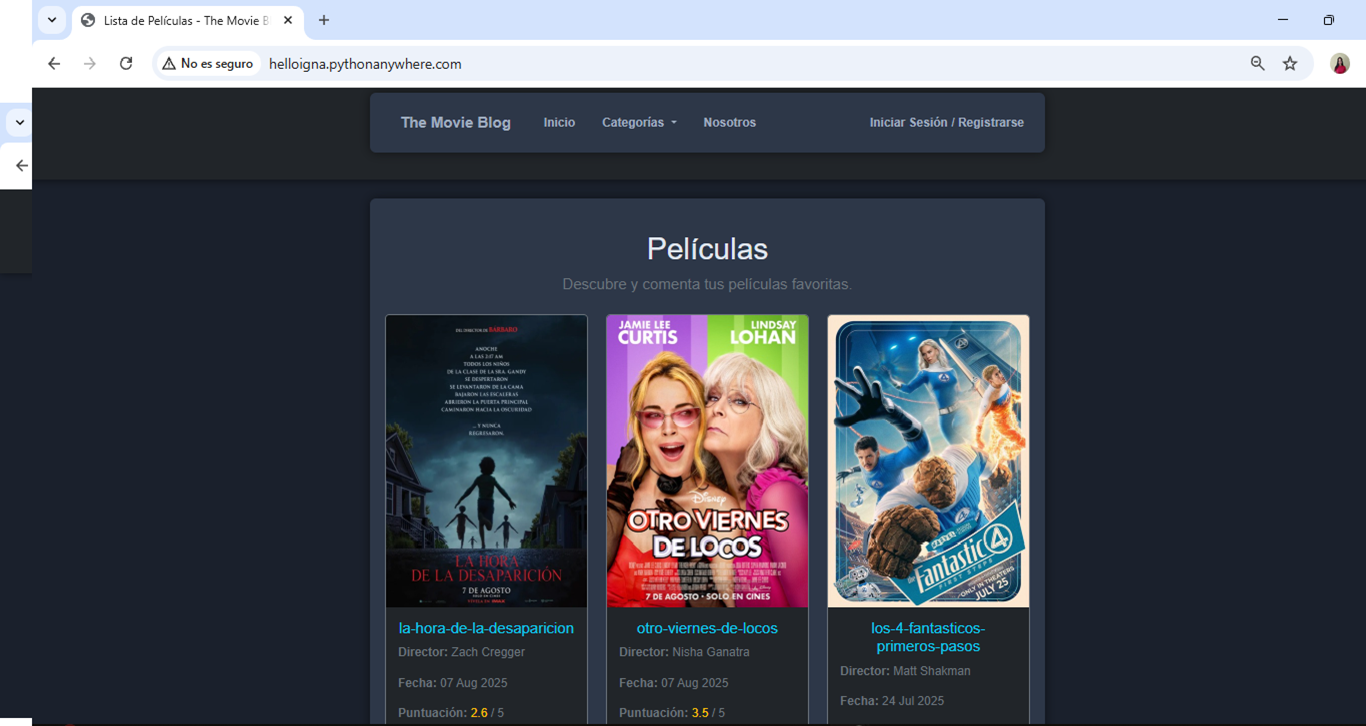 Lista de Películas - The Movie B
No es seguro
helloigna.pythonanywhere.com
The Movie Blog
Inicio
Categorías
Nosotros
Iniciar Sesión / Registrarse
Películas
Descubre y comenta tus películas favoritas.
DEL DIRECTOR DE BÁRBARO
ANOCHE
A LAS 2:17 AM
TODOS LOS NIÑOS
DE LA CLASE DE LA SRA. GANDY
SE DESPERTARON
SE LEVANTARON DE LA CAMA
BAJARON LAS ESCALERAS
ABRIERON LA PUERTA PRINCIPAL
CAMINARON HACIA LA OSCURIDAD
... Y NUNCA
REGRESARON.
LA HORA
DE LA DESAPARICIÓN
7 DE AGOSTO
SOLO EN CINES
JAMIE LEE
CURTIS
LINDSAY
LOHAN
Disney
OTRO VIERNES
DE LOCOS
7 DE AGOSTO • SOLO EN CINES
4
the Fantastic 4
FIRST STEPS
ONLY IN THEATERS
JULY 25
la-hora-de-la-desaparicion
Director: Zach Cregger
Fecha: 07 Aug 2025
Puntuación: 2.6 / 5
otro-viernes-de-locos
Director: Nisha Ganatra
Fecha: 07 Aug 2025
Puntuación: 3.5 / 5
los-4-fantasticos-
primeros-pasos
Director: Matt Shakman
Fecha: 24 Jul 2025